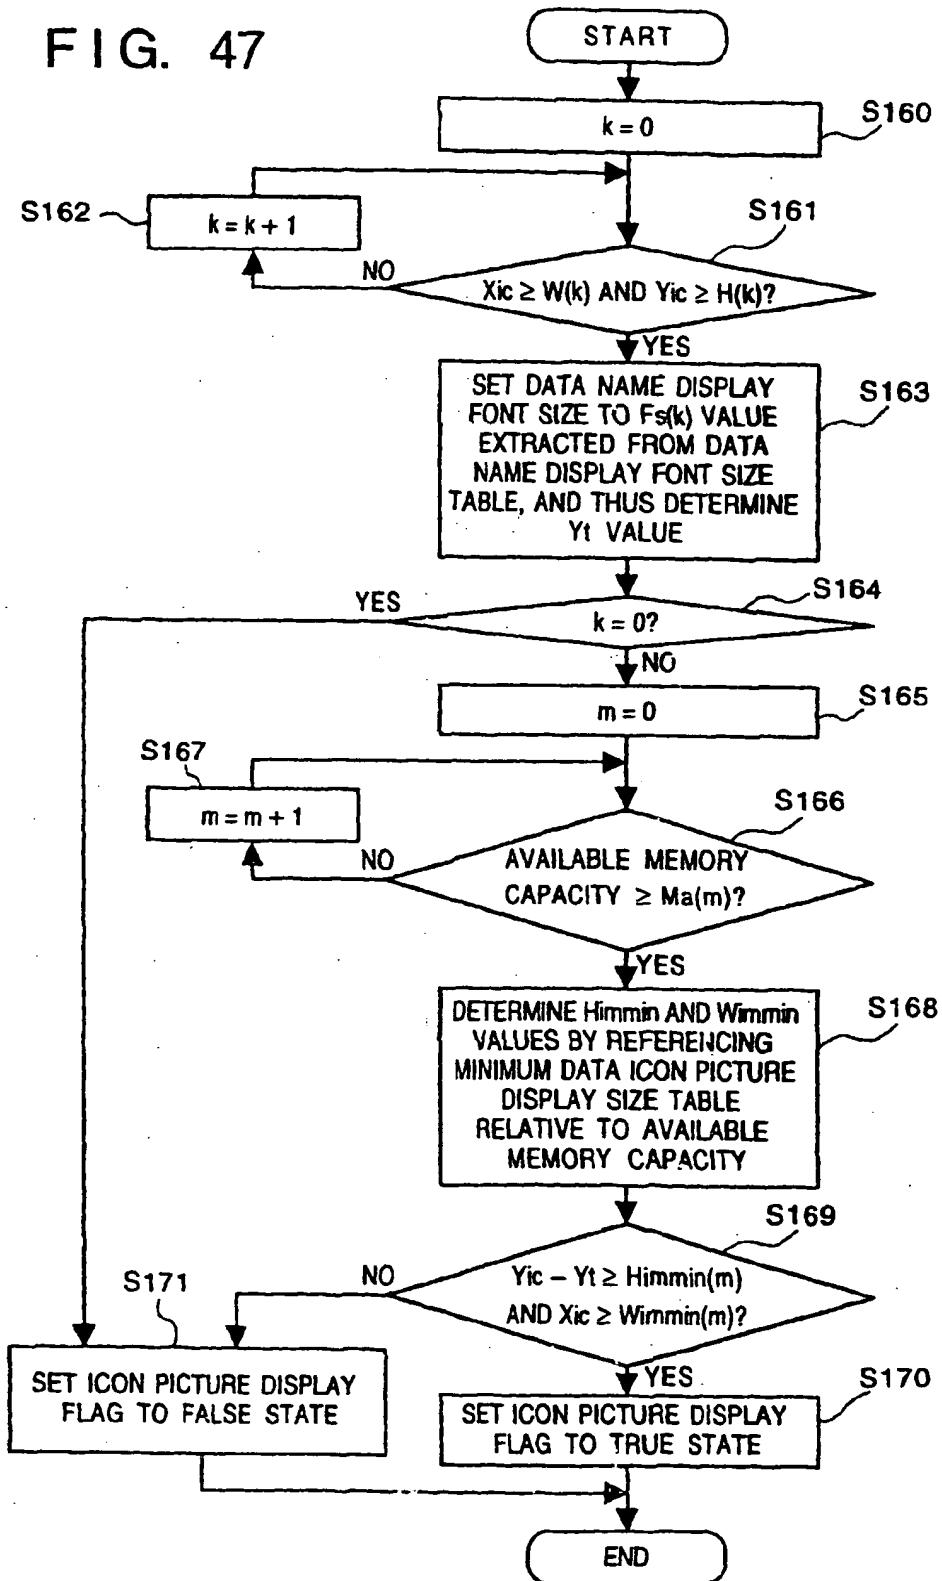 FIG. 47
START
S160
k = 0
S162
k = k + 1
S161
NO
Xic ≥ W(k) AND Yic ≥ H(k)?
YES
S163
SET DATA NAME DISPLAY
FONT SIZE TO Fs(k) VALUE
EXTRACTED FROM DATA
NAME DISPLAY FONT SIZE
TABLE, AND THUS DETERMINE
Yt VALUE
S164
YES
k = 0?
NO
S165
m = 0
S167
m = m + 1
S166
NO
AVAILABLE MEMORY
CAPACITY ≥ Ma(m)?
YES
S168
DETERMINE Himmin AND Wimmin
VALUES BY REFERENCING
MINIMUM DATA ICON PICTURE
DISPLAY SIZE TABLE
RELATIVE TO AVAILABLE
MEMORY CAPACITY
S169
NO
Yic – Yt ≥ Himmin(m)
AND Xic ≥ Wimmin(m)?
S171
YES
S170
SET ICON PICTURE DISPLAY
FLAG TO FALSE STATE
SET ICON PICTURE DISPLAY
FLAG TO TRUE STATE
END